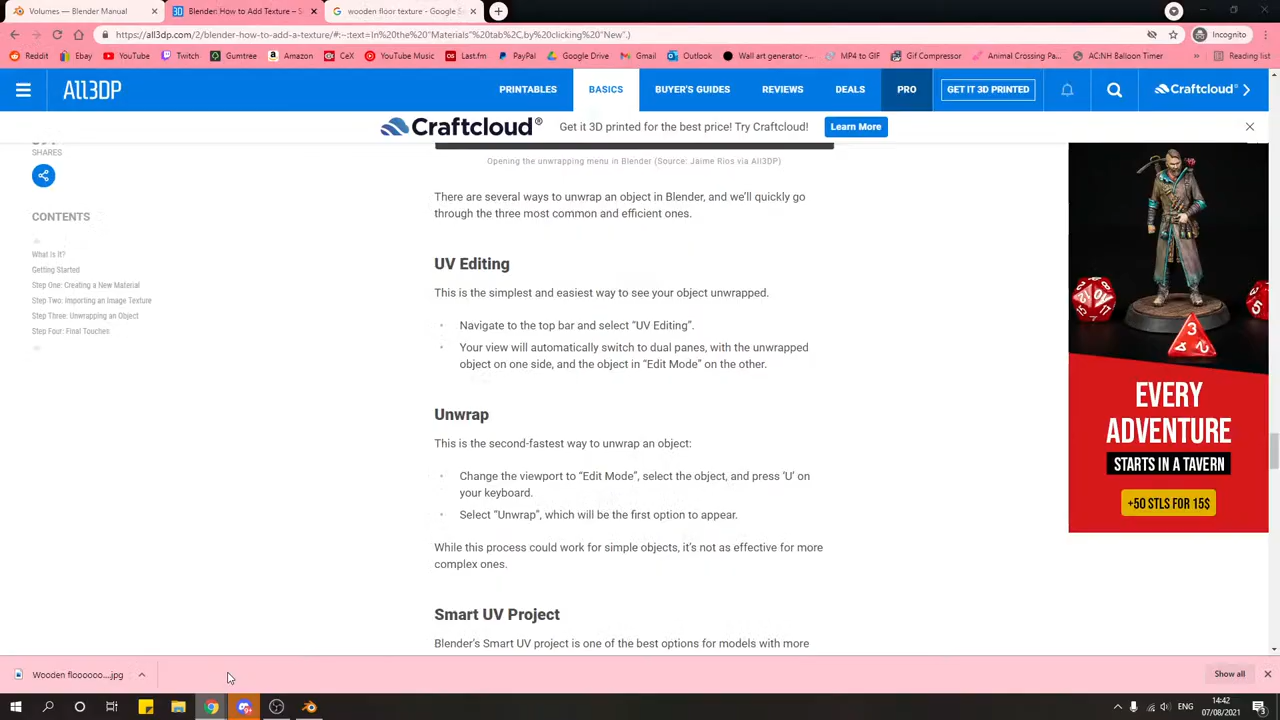 Volumes — Blender Manual
Blender: How to Add Texture – S
wooden floor texture - Google S
https://all3dp.com/2/blender-how-to-add-a-texture/#:~:text=In%20the%20"Materials"%20tab%2C,by%20clicking%20"New".)
Incognito
Reddit
Ebay
YouTube
Twitch
Gumtree
Amazon
CeX
YouTube Music
Last.fm
PayPal
Google Drive
Gmail
Outlook
Wall art generator -...
MP4 to GIF
Gif Compressor
Animal Crossing Pa...
AC:NH Balloon Timer
»
Reading list
ALL3DP
PRINTABLES
BASICS
BUYER'S GUIDES
REVIEWS
DEALS
PRO
GET IT 3D PRINTED
Craftcloud®
Craftcloud® Get it 3D printed for the best price! Try Craftcloud! Learn More
SHARES
CONTENTS
What Is It?
Getting Started
Step One: Creating a New Material
Step Two: Importing an Image Texture
Step Three: Unwrapping an Object
Step Four: Final Touches
Opening the unwrapping menu in Blender (Source: Jaime Rios via All3DP)
There are several ways to unwrap an object in Blender, and we'll quickly go
through the three most common and efficient ones.
UV Editing
This is the simplest and easiest way to see your object unwrapped.
Navigate to the top bar and select “UV Editing”.
Your view will automatically switch to dual panes, with the unwrapped
object on one side, and the object in “Edit Mode” on the other.
Unwrap
This is the second-fastest way to unwrap an object:
Change the viewport to “Edit Mode”, select the object, and press ‘U’ on
your keyboard.
Select “Unwrap”, which will be the first option to appear.
While this process could work for simple objects, it's not as effective for more
complex ones.
Smart UV Project
Blender's Smart UV project is one of the best options for models with more
3
5
EVERY
ADVENTURE
STARTS IN A TAVERN
+50 STLS FOR 15$
Wooden flooooo....jpg
Show all
ENG
14:42
07/08/2021
3